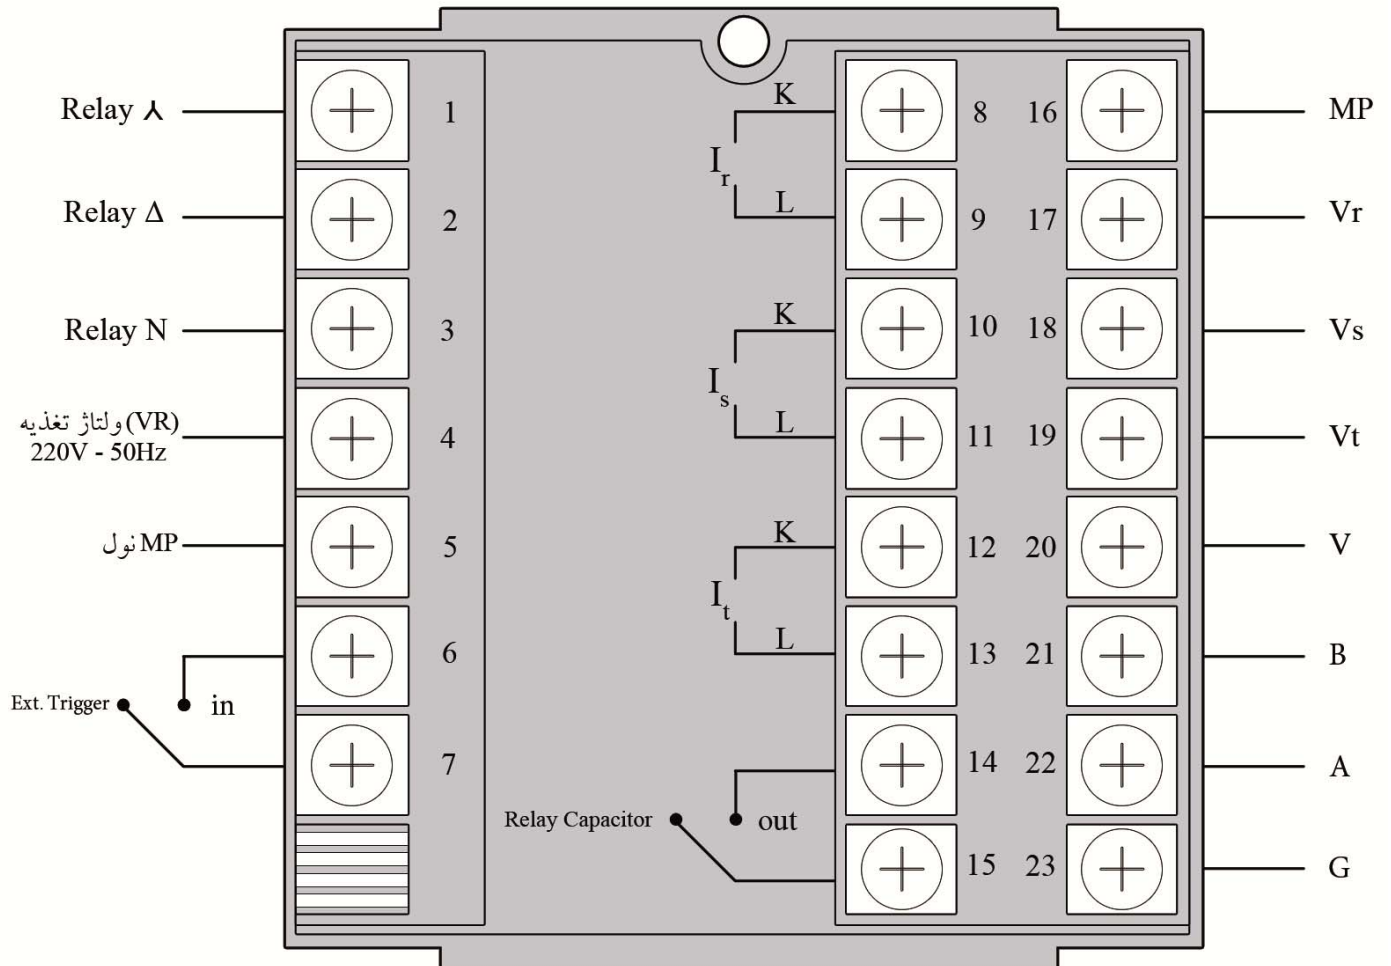 Relay ⅄
Relay Δ
Relay N
ولتاژ تغذیه (VR)
220V - 50Hz
نول MP
Ext. Trigger
in
1
2
3
4
5
6
7
K
I r
L
K
I s
L
K
I t
L
Relay Capacitor
out
8 16
9 17
10 18
11 19
12 20
13 21
14 22
15 23
MP
Vr
Vs
Vt
V
B
A
G